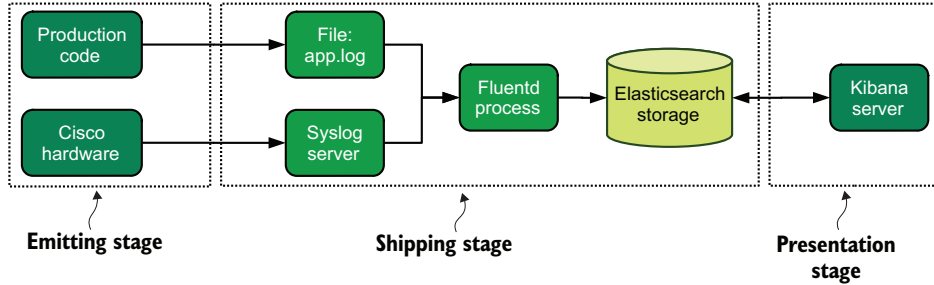 Production
code
File:
app.log
Fluentd
process
Elasticsearch
storage
Kibana
server
Cisco
hardware
Syslog
server
Emitting stage
Shipping stage
Presentation
stage